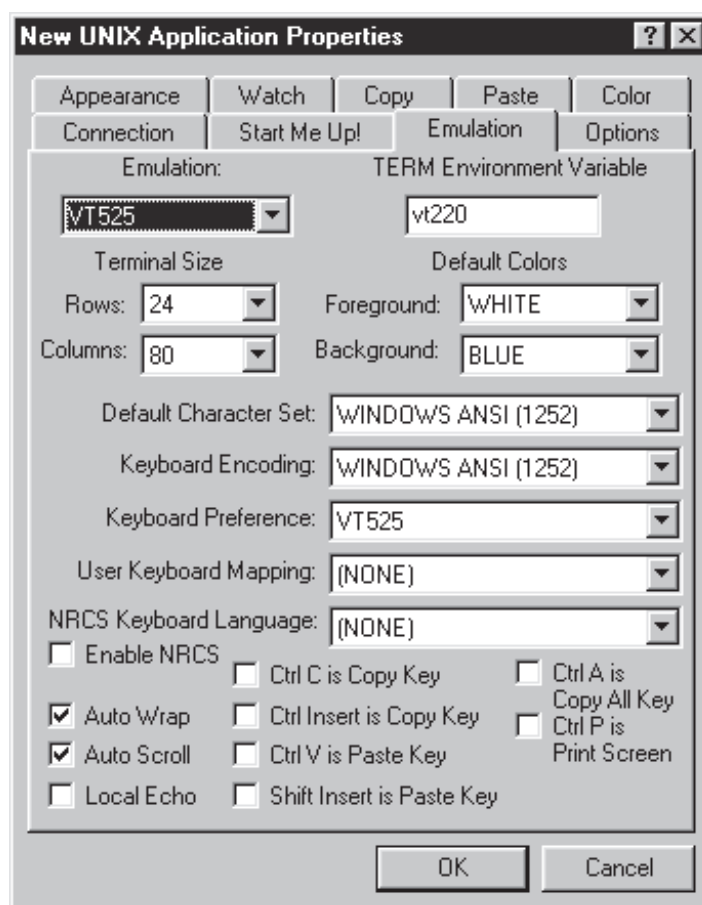 New UNIX Application Properties ? X
Appearance Watch Copy Paste Color
Connection Start Me Up! Emulation Options
Emulation: TERM Environment Variable
VT525 vt220
Terminal Size Default Colors
Rows: 24 Foreground: WHITE
Columns: 80 Background: BLUE
Default Character Set: WINDOWS ANSI (1252)
Keyboard Encoding: WINDOWS ANSI (1252)
Keyboard Preference: VT525
User Keyboard Mapping: (NONE)
NRCS Keyboard Language: (NONE)
Enable NRCS
Ctrl C is Copy Key
Ctrl A is
Copy All Key
Auto Wrap
Ctrl Insert is Copy Key
Ctrl P is
Print Screen
Auto Scroll
Ctrl V is Paste Key
Local Echo
Shift Insert is Paste Key
OK Cancel